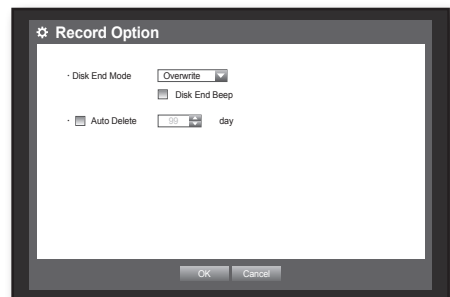 Record Option
· Disk End Mode Overwrite
Disk End Beep
· Auto Delete 99 day
OK Cancel